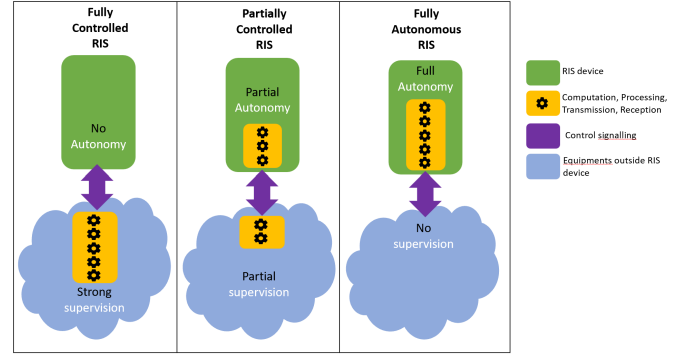 Fully
Controlled
RIS
No
Autonomy
Strong
supervision
Partially
Controlled
RIS
Partial
Autonomy
Partial
supervision
Fully
Autonomous
RIS
Full
Autonomy
No
supervision
RIS device
Computation, Processing,
Transmission, Reception
Control signalling
Equipments outside RIS
device